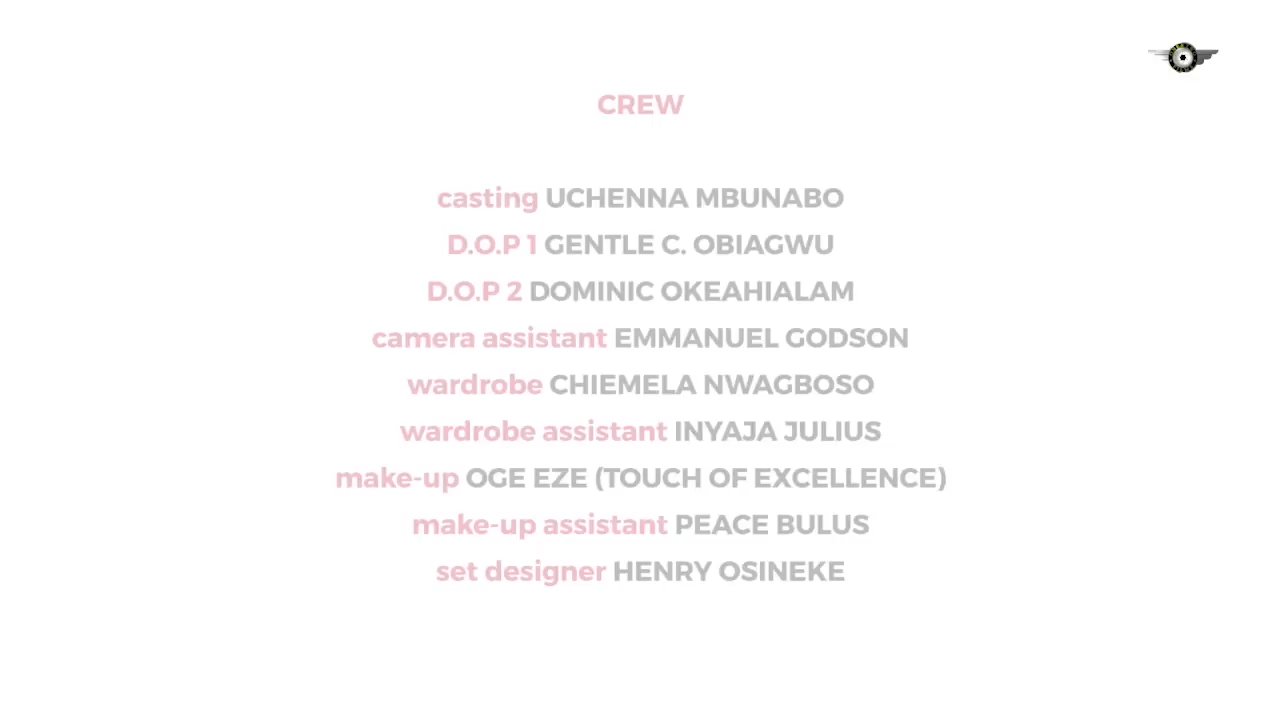 CREW
casting UCHENNA MBUNABO
D.O.P 1 GENTLE C. OBIAGWU
D.O.P 2 DOMINIC OKEAHIALAM
camera assistant EMMANUEL GODSON
wardrobe CHIEMELA NWAGBOSO
wardrobe assistant INYAJA JULIUS
make-up OGE EZE (TOUCH OF EXCELLENCE)
make-up assistant PEACE BULUS
set designer HENRY OSINEKE